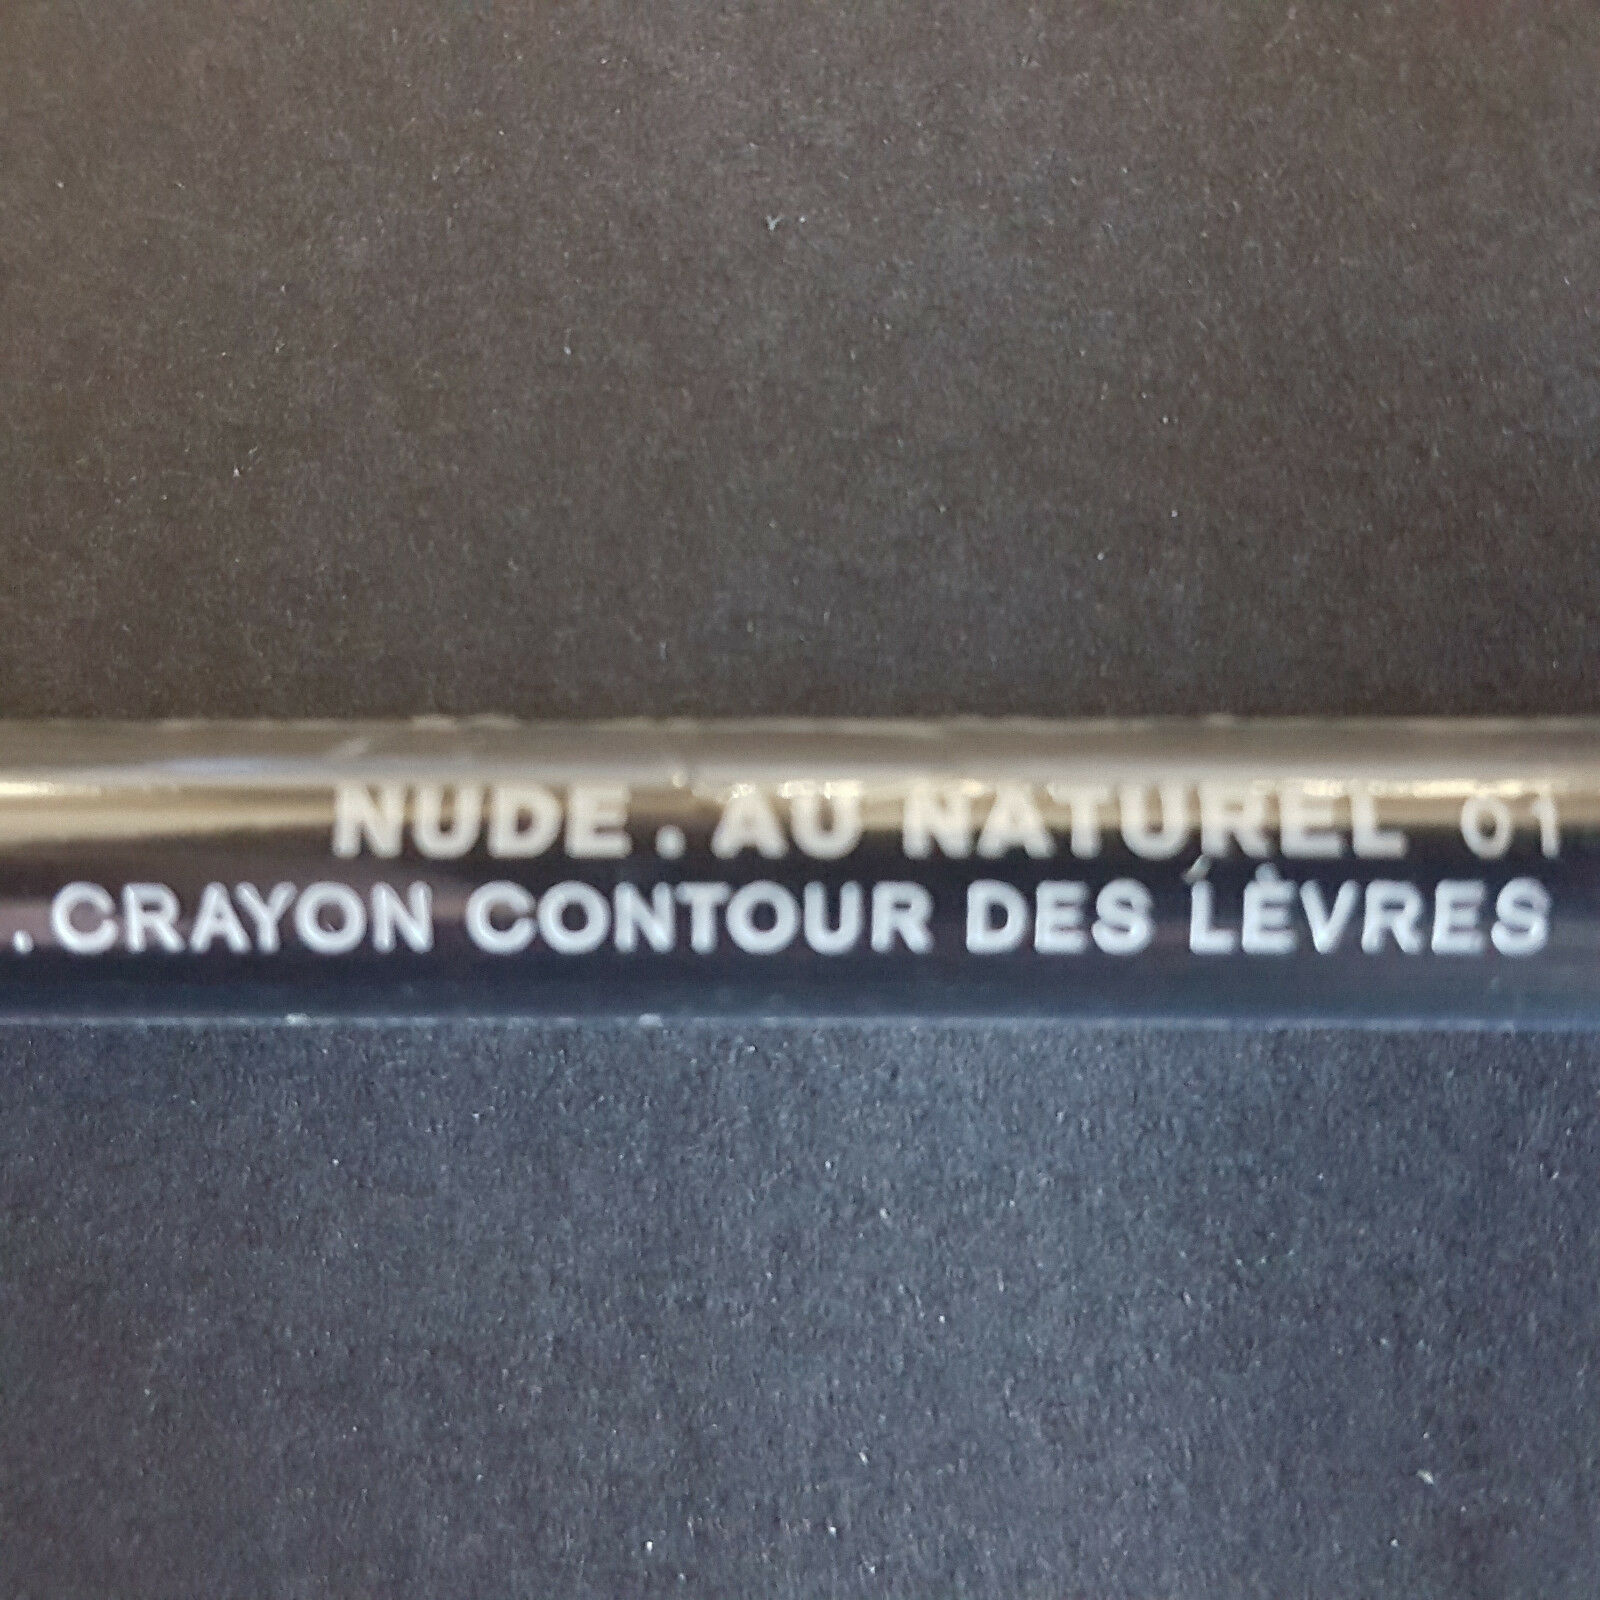 NUDE . AU NATUREL 01
. CRAYON CONTOUR DES LÈVRES